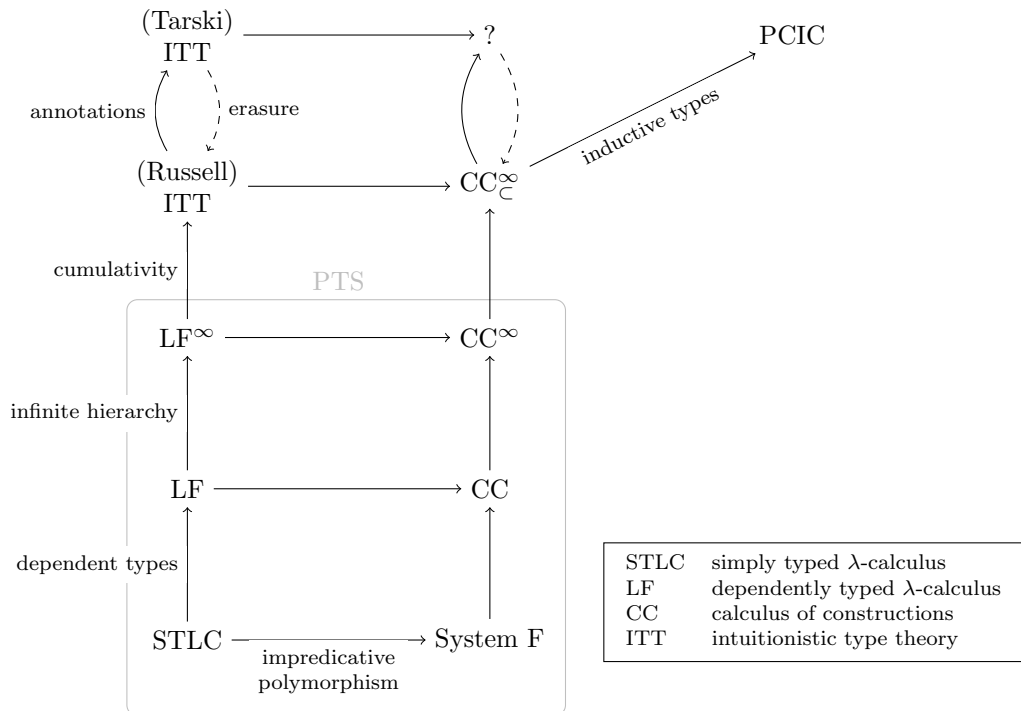 (Tarski)
ITT
?
PCIC
annotations
erasure
inductive types
(Russell)
ITT
CC∞⊂
cumulativity
PTS
LF∞
CC∞
infinite hierarchy
LF
CC
dependent types
STLC
System F
impredicative
polymorphism
STLC simply typed λ-calculus
LF dependently typed λ-calculus
CC calculus of constructions
ITT intuitionistic type theory